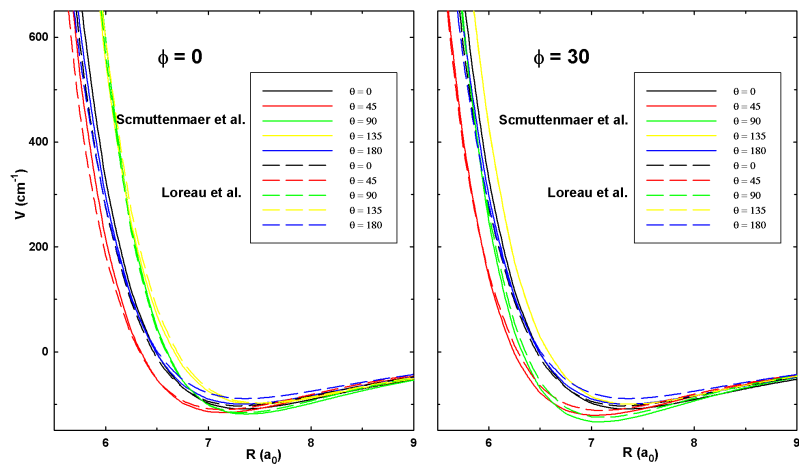 ϕ = 0
ϕ = 30
V (cm-1)
600
400
200
0
Scmuttenmaer et al.
Loreau et al.
θ = 0
θ = 45
θ = 90
θ = 135
θ = 180
θ = 0
θ = 45
θ = 90
θ = 135
θ = 180
Scmuttenmaer et al.
Loreau et al.
θ = 0
θ = 45
θ = 90
θ = 135
θ = 180
θ = 0
θ = 45
θ = 90
θ = 135
θ = 180
6 7 8 9
6 7 8 9
R (a0)
R (a0)